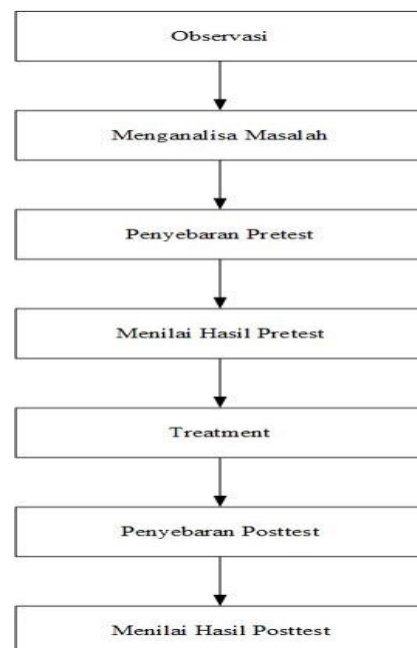 Observasi
Menganalisa Masalah
Penyebaran Pretest
Menilai Hasil Pretest
Treatment
Penyebaran Posttest
Menilai Hasil Posttest